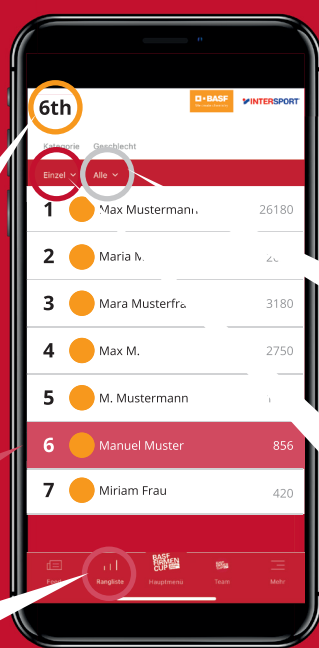 6th
BASF
INTERSPORT
Kategorie Geschlecht
Einzel Alle
1 Max Mustermann 26180
2 Maria M.
3 Mara 3180
4 Max M. 2750
5 M. Mustermann
6 Manuel Muster 856
7 Miriam Frau 420
BASF
FIRMEN
CUP
Feed Rangliste Hauptmenü Team Mehr